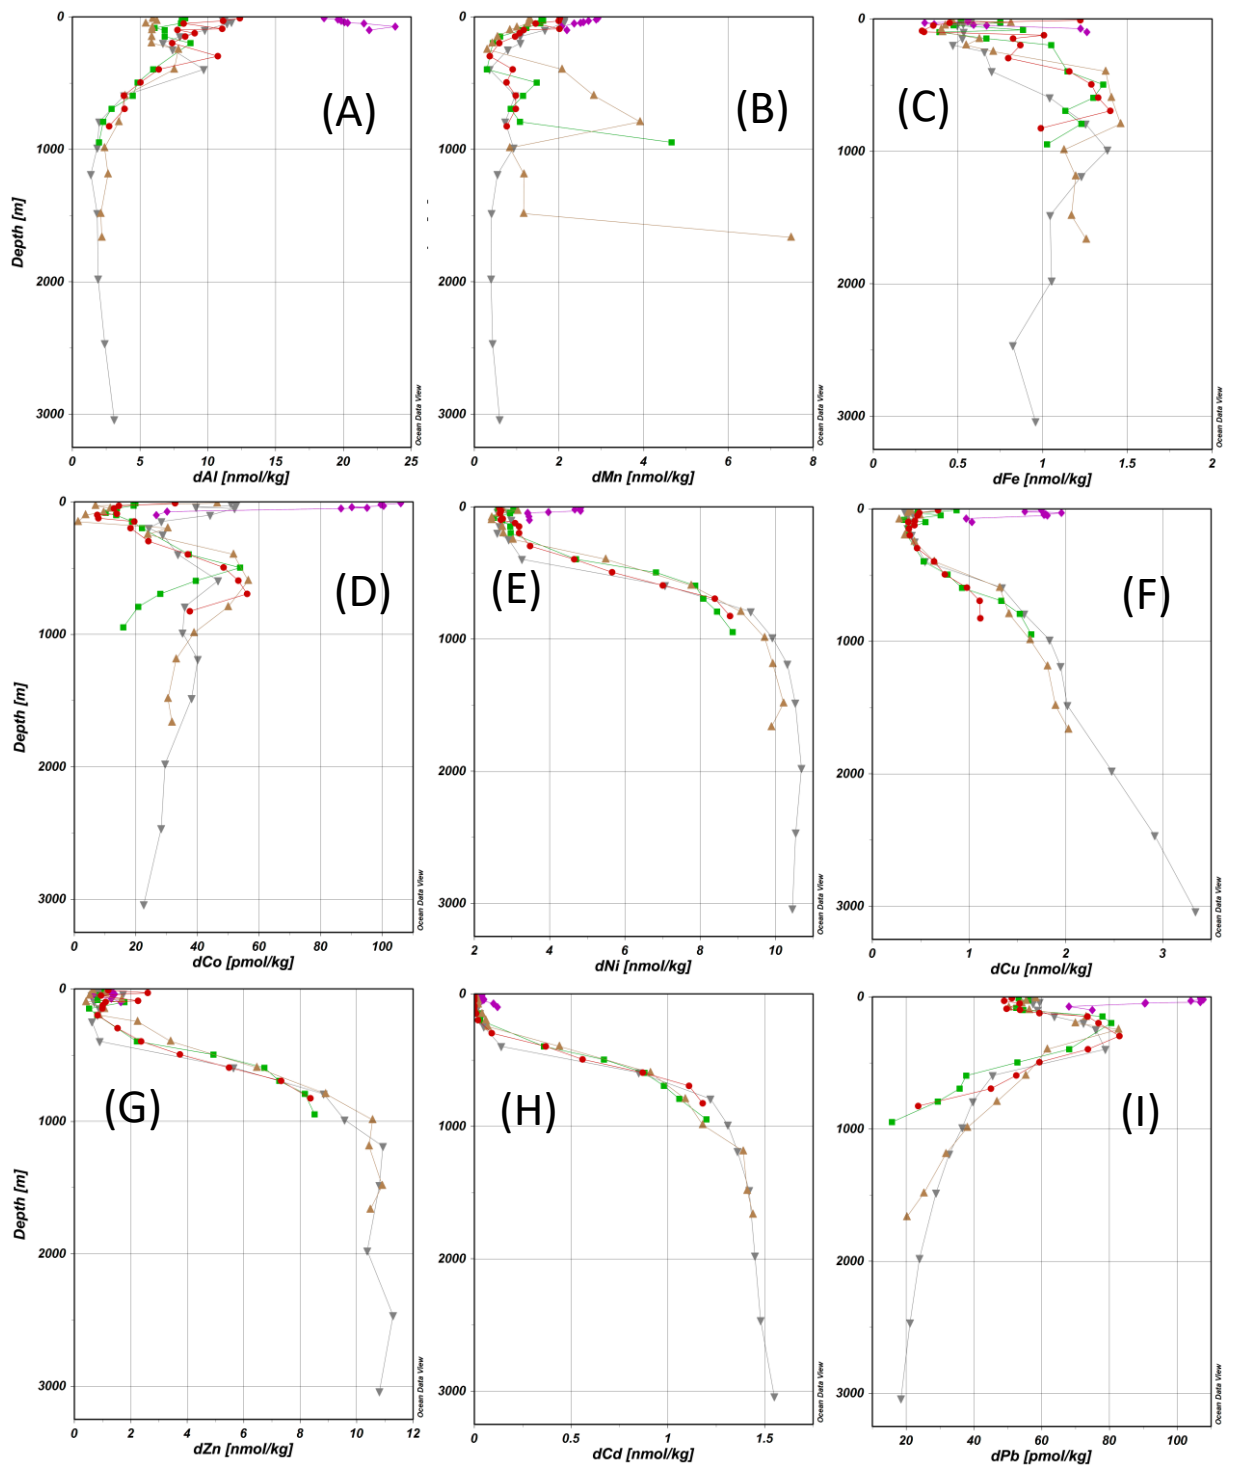 0
1000
2000
3000
Depth [m]
(A)
0
5
10
15
20
25
dAl [nmol/kg]
Ocean Data View
0
1000
2000
3000
(B)
0
2
4
6
8
dMn [nmol/kg]
Ocean Data View
0
1000
2000
3000
(C)
0
0.5
1
1.5
2
dFe [nmol/kg]
Ocean Data View
0
1000
2000
3000
Depth [m]
(D)
0
20
40
60
80
100
dCo [pmol/kg]
Ocean Data View
0
1000
2000
3000
(E)
2
4
6
8
10
dNi [nmol/kg]
Ocean Data View
0
1000
2000
3000
(F)
0
1
2
3
dCu [nmol/kg]
Ocean Data View
0
1000
2000
3000
Depth [m]
(G)
0
2
4
6
8
10
12
dZn [nmol/kg]
Ocean Data View
0
1000
2000
3000
(H)
0
0.5
1
1.5
dCd [nmol/kg]
Ocean Data View
0
1000
2000
3000
(I)
20
40
60
80
100
dPb [pmol/kg]
Ocean Data View